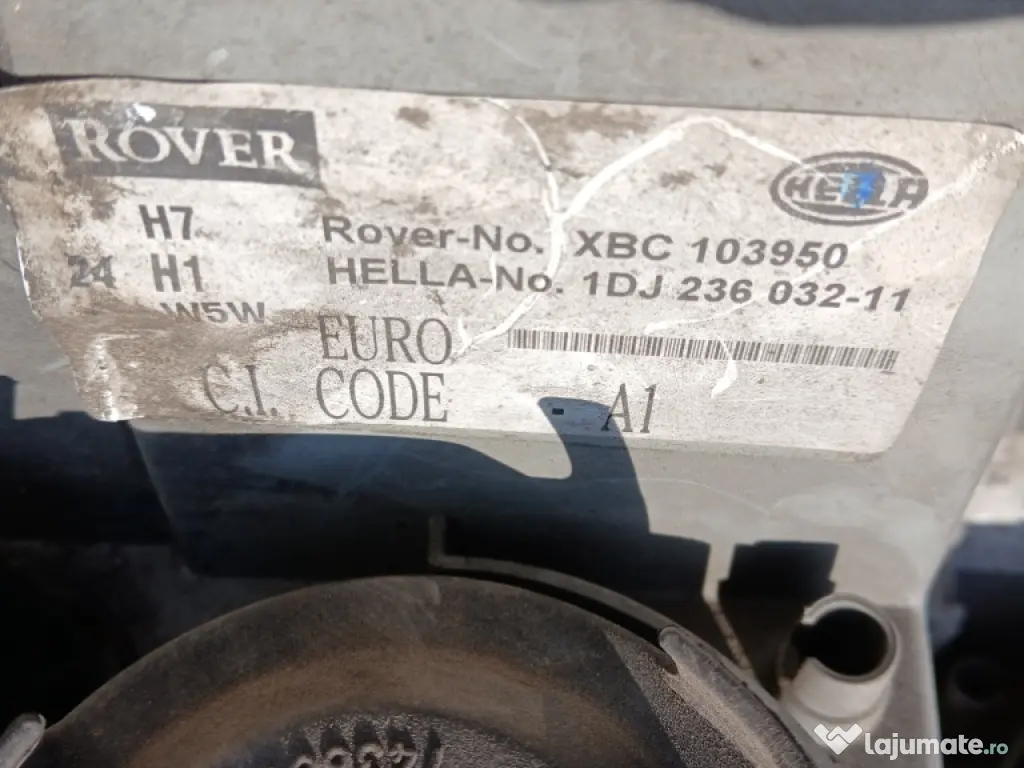 ROVER
HELLA
H7
24 H1
W5W
Rover-No. XBC 103950
HELLA-No. 1DJ 236 032-11
EURO
C.I. CODE A1
lajumate.ro